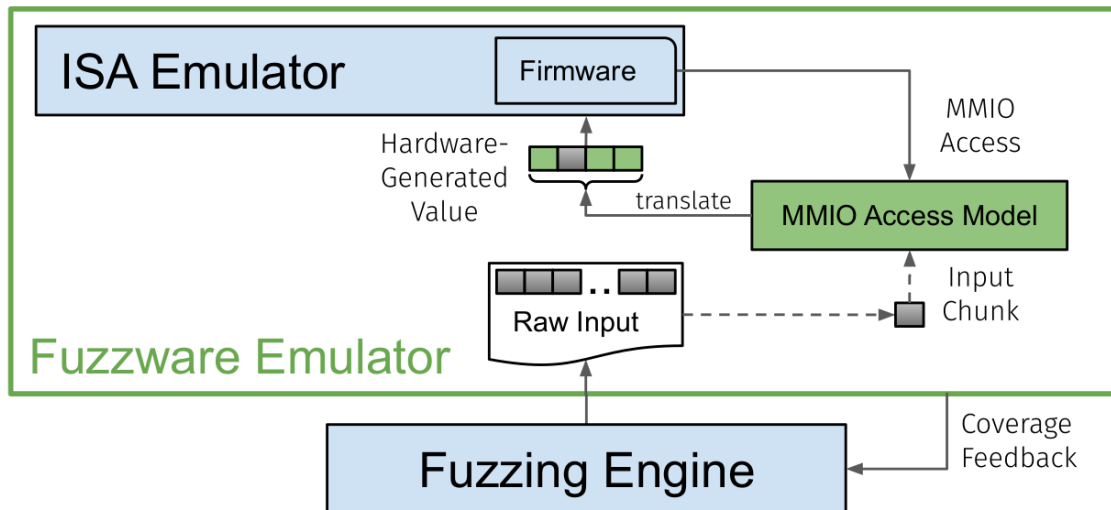 ISA Emulator
Firmware
MMIO
Access
Hardware-
Generated
Value
translate
MMIO Access Model
Input
Chunk
..
Raw Input
Fuzzware Emulator
Coverage
Feedback
Fuzzing Engine